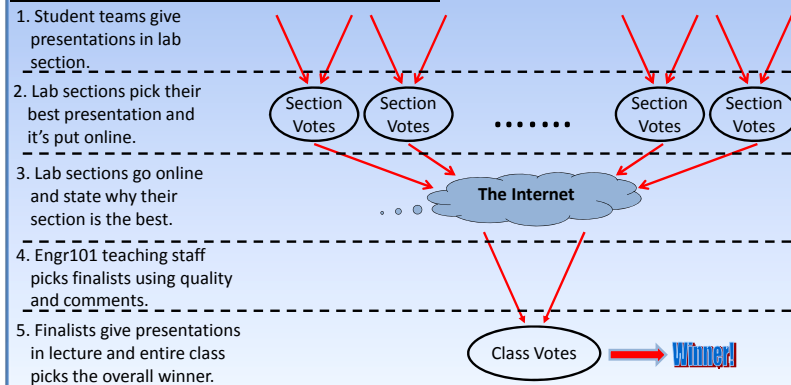 1. Student teams give
presentations in lab
section.
2. Lab sections pick their
best presentation and
it's put online.
Section
Votes
Section
Votes
.......
Section
Votes
Section
Votes
3. Lab sections go online
and state why their
section is the best.
The Internet
4. Engr101 teaching staff
picks finalists using quality
and comments.
5. Finalists give presentations
in lecture and entire class
picks the overall winner.
Class Votes
Winner!